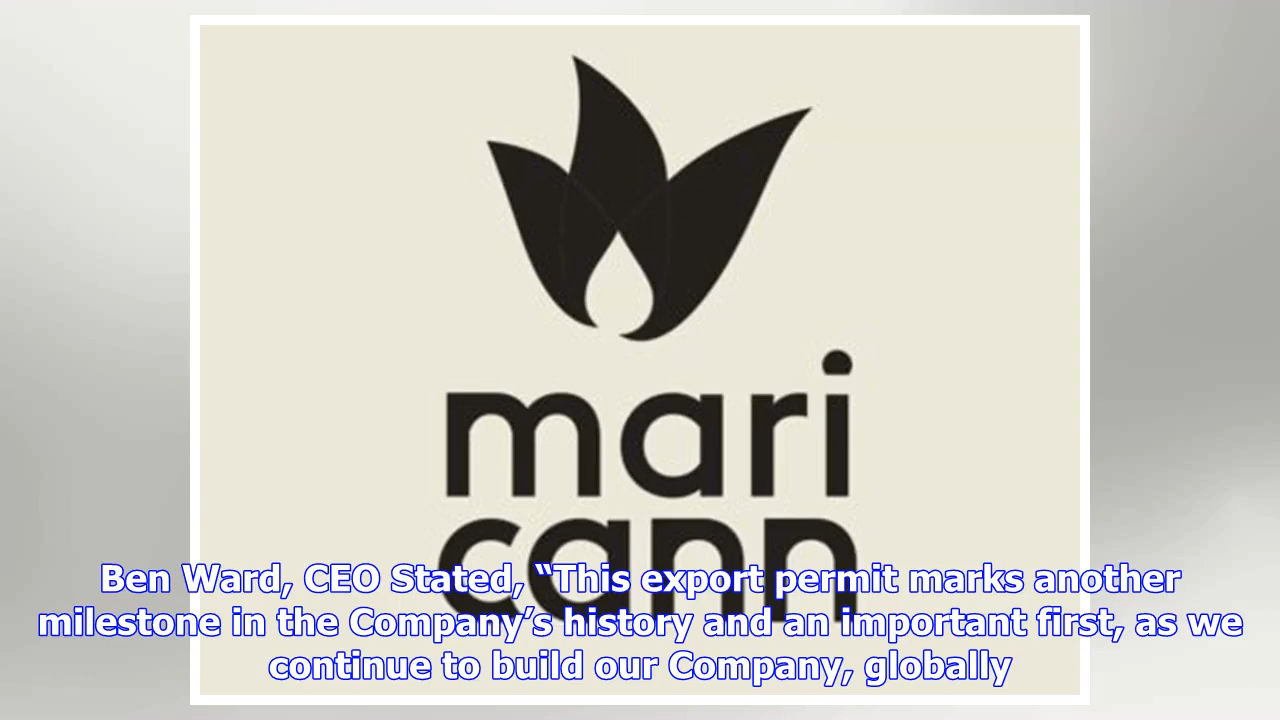 mari
cann
Ben Ward, CEO Stated, “This export permit marks another
milestone in the Company’s history and an important first, as we
continue to build our Company, globally